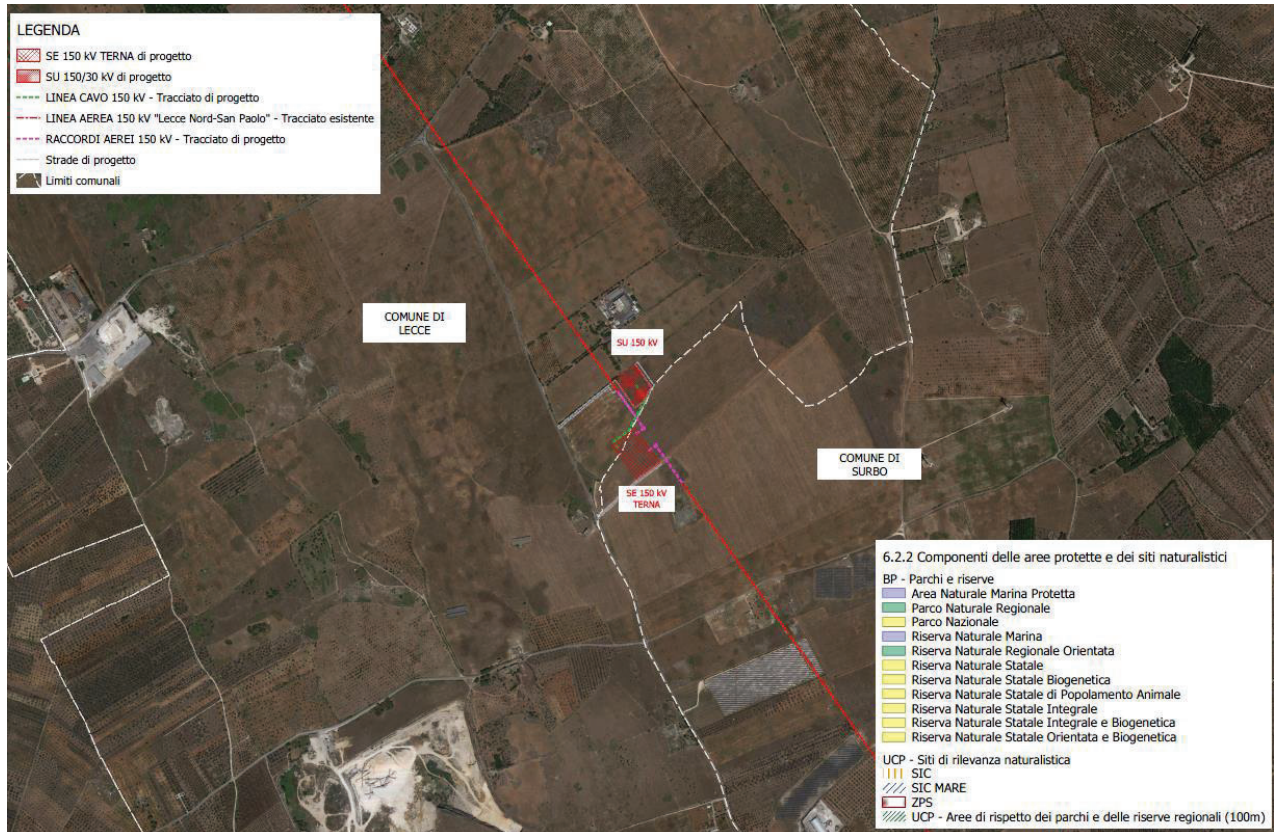 LEGENDA
SE 150 kV TERNA di progetto
SU 150/30 kV di progetto
LINEA CAVO 150 kV - Tracciato di progetto
LINEA AEREA 150 kV "Lecce Nord-San Paolo" - Tracciato esistente
RACCORDI AEREI 150 kV - Tracciato di progetto
Strade di progetto
Limiti comunali
COMUNE DI
LECCE
SU 150 kV
COMUNE DI
SURBO
SE 150 kV
TERNA
6.2.2 Componenti delle aree protette e dei siti naturalistici
BP - Parchi e riserve
Area Naturale Marina Protetta
Parco Naturale Regionale
Parco Nazionale
Riserva Naturale Marina
Riserva Naturale Regionale Orientata
Riserva Naturale Statale
Riserva Naturale Statale Biogenetica
Riserva Naturale Statale di Popolamento Animale
Riserva Naturale Statale Integrale
Riserva Naturale Statale Integrale e Biogenetica
Riserva Naturale Statale Orientata e Biogenetica
UCP - Siti di rilevanza naturalistica
SIC
SIC MARE
ZPS
UCP - Aree di rispetto dei parchi e delle riserve regionali (100m)